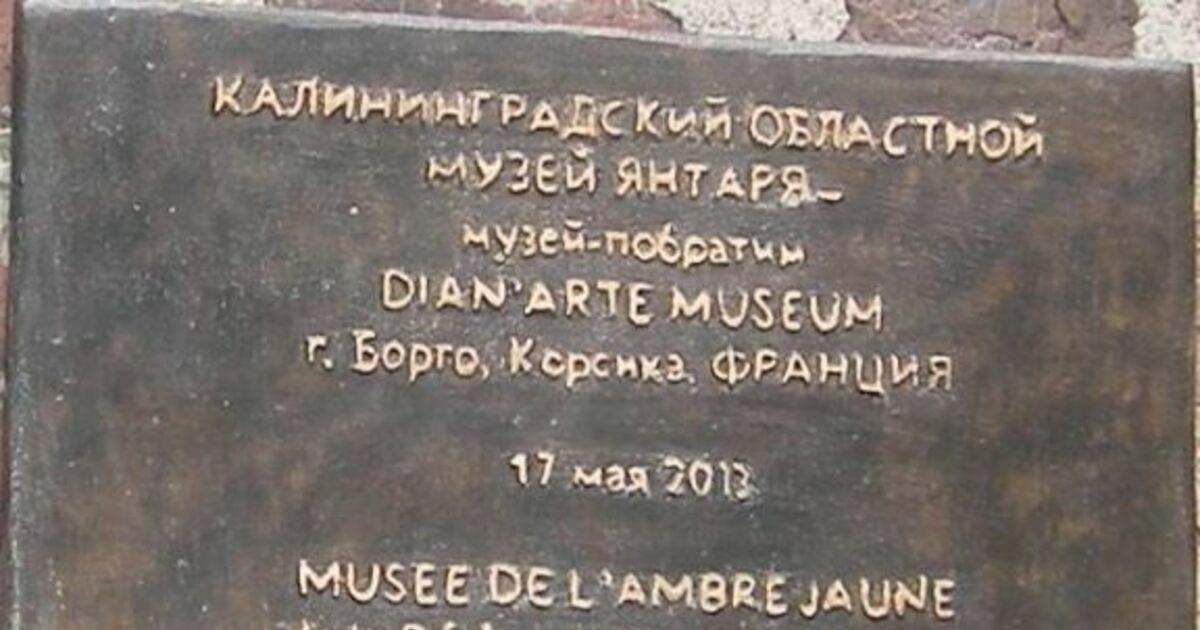 КАЛИНИНГРАДСКИЙ ОБЛАСТНОЙ
МУЗЕЙ ЯНТАРЯ–
музей-побратим
DIAN'ARTE MUSEUM
г. Борго, Корсика, ФРАНЦИЯ
17 мая 2013
MUSEE DE L'AMBRE JAUNE